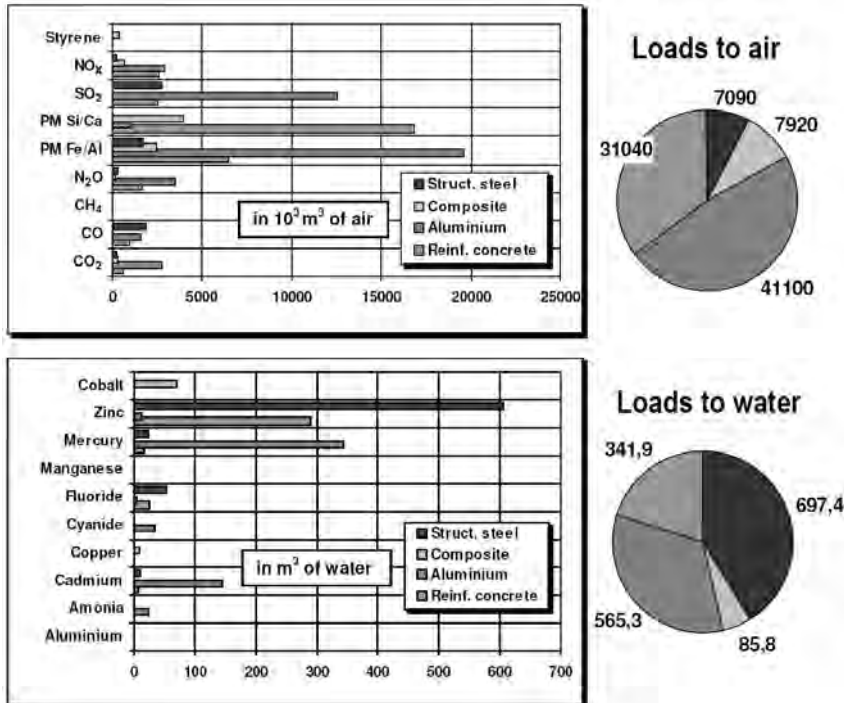 Styrene
NOX
SO2
PM Si/Ca
PM Fe/Al
N2O
CH4
CO
CO2
in 10³ m³ of air
Struct. steel
Composite
Aluminium
Reinf. concrete
0 5000 10000 15000 20000 25000
Loads to air
7090
7920
31040
41100
Cobalt
Zinc
Mercury
Manganese
Fluoride
Cyanide
Copper
Cadmium
Amonia
Aluminium
in m³ of water
Struct. steel
Composite
Aluminium
Reinf. concrete
0 100 200 300 400 500 600 700
Loads to water
341,9
697,4
565,3
85,8